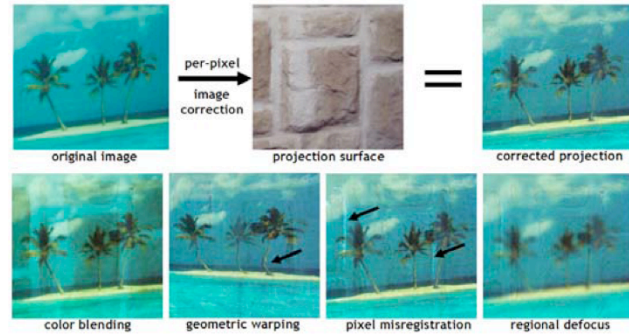 per-pixel
image
correction
original image
projection surface
corrected projection
color blending
geometric warping
pixel misregistration
regional defocus